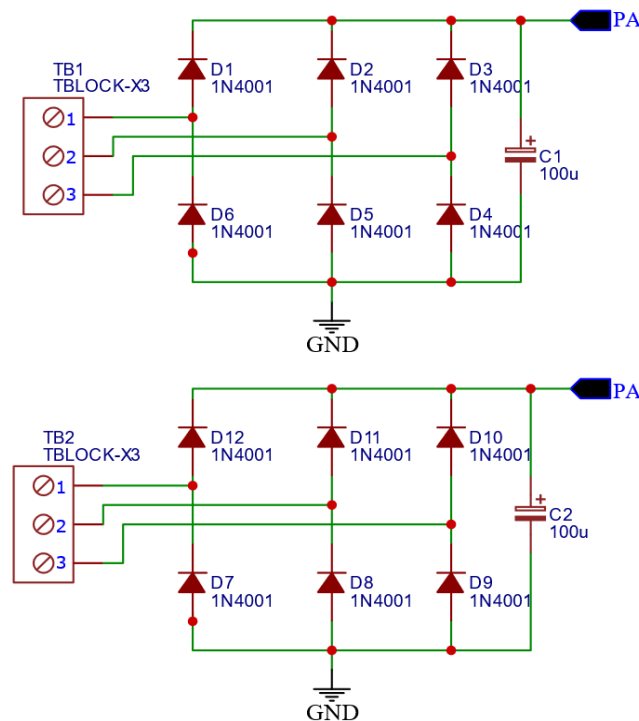 PA
D1
1N4001
D2
1N4001
D3
1N4001
TB1
TBLOCK-X3
1
2
3
C1
100u
D6
1N4001
D5
1N4001
D4
1N4001
GND
PA
D12
1N4001
D11
1N4001
D10
1N4001
TB2
TBLOCK-X3
1
2
3
C2
100u
D7
1N4001
D8
1N4001
D9
1N4001
GND